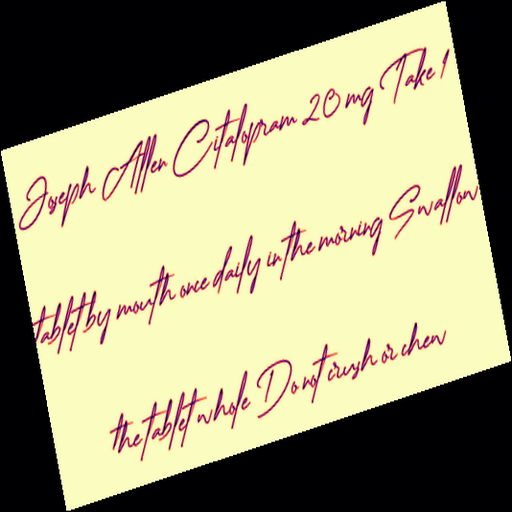 Joseph Allen Citalopram 20 mg Take 1
tablet by mouth once daily in the morning Swallow
the tablet whole Do not crush or chew